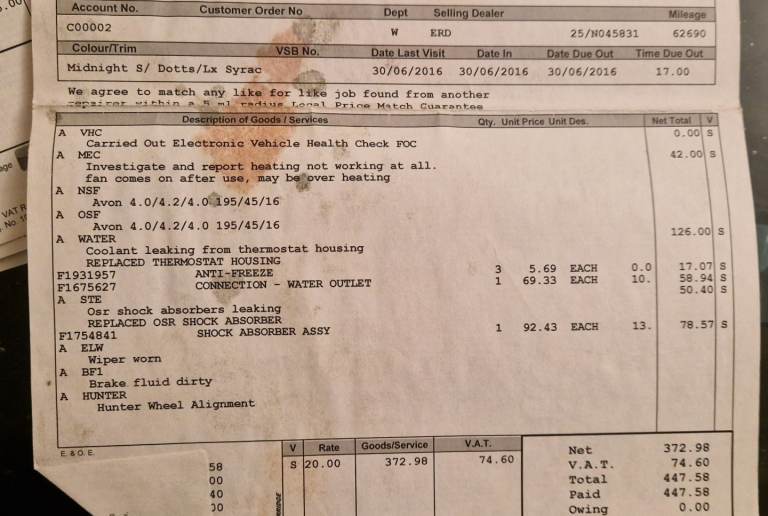 Account No. Customer Order No Dept Selling Dealer Mileage
C00002 W ERD 25/N045831 62690
Colour/Trim VSB No. Date Last Visit Date In Date Due Out Time Due Out
Midnight S/ Dotts/Lx Syrac 30/06/2016 30/06/2016 30/06/2016 17.00
We agree to match any like for like job found from another
repairer within a 5 ml radius Local Price Match Guarantee
Description of Goods / Services Qty. Unit Price Unit Des. Net Total V
A VHC 0.00 S
Carried Out Electronic Vehicle Health Check FOC
A MEC 42.00 S
Investigate and report heating not working at all.
fan comes on after use, may be over heating
A NSF
Avon 4.0/4.2/4.0 195/45/16
A OSF
Avon 4.0/4.2/4.0 195/45/16
A WATER 126.00 S
Coolant leaking from thermostat housing
REPLACED THERMOSTAT HOUSING
F1931957 ANTI-FREEZE 3 5.69 EACH 0.0 17.07 S
F1675627 CONNECTION - WATER OUTLET 1 69.33 EACH 10. 58.94 S
A STE 50.40 S
Osr shock absorbers leaking
REPLACED OSR SHOCK ABSORBER
F1754841 SHOCK ABSORBER ASSY 1 92.43 EACH 13. 78.57 S
A ELW
Wiper worn
A BF1
Brake fluid dirty
A HUNTER
Hunter Wheel Alignment
E. & O.E.
V Rate Goods/Service V.A.T.
S 20.00 372.98 74.60
58
00
40
Net 372.98
V.A.T. 74.60
Total 447.58
Paid 447.58
Owing 0.00
VAT R